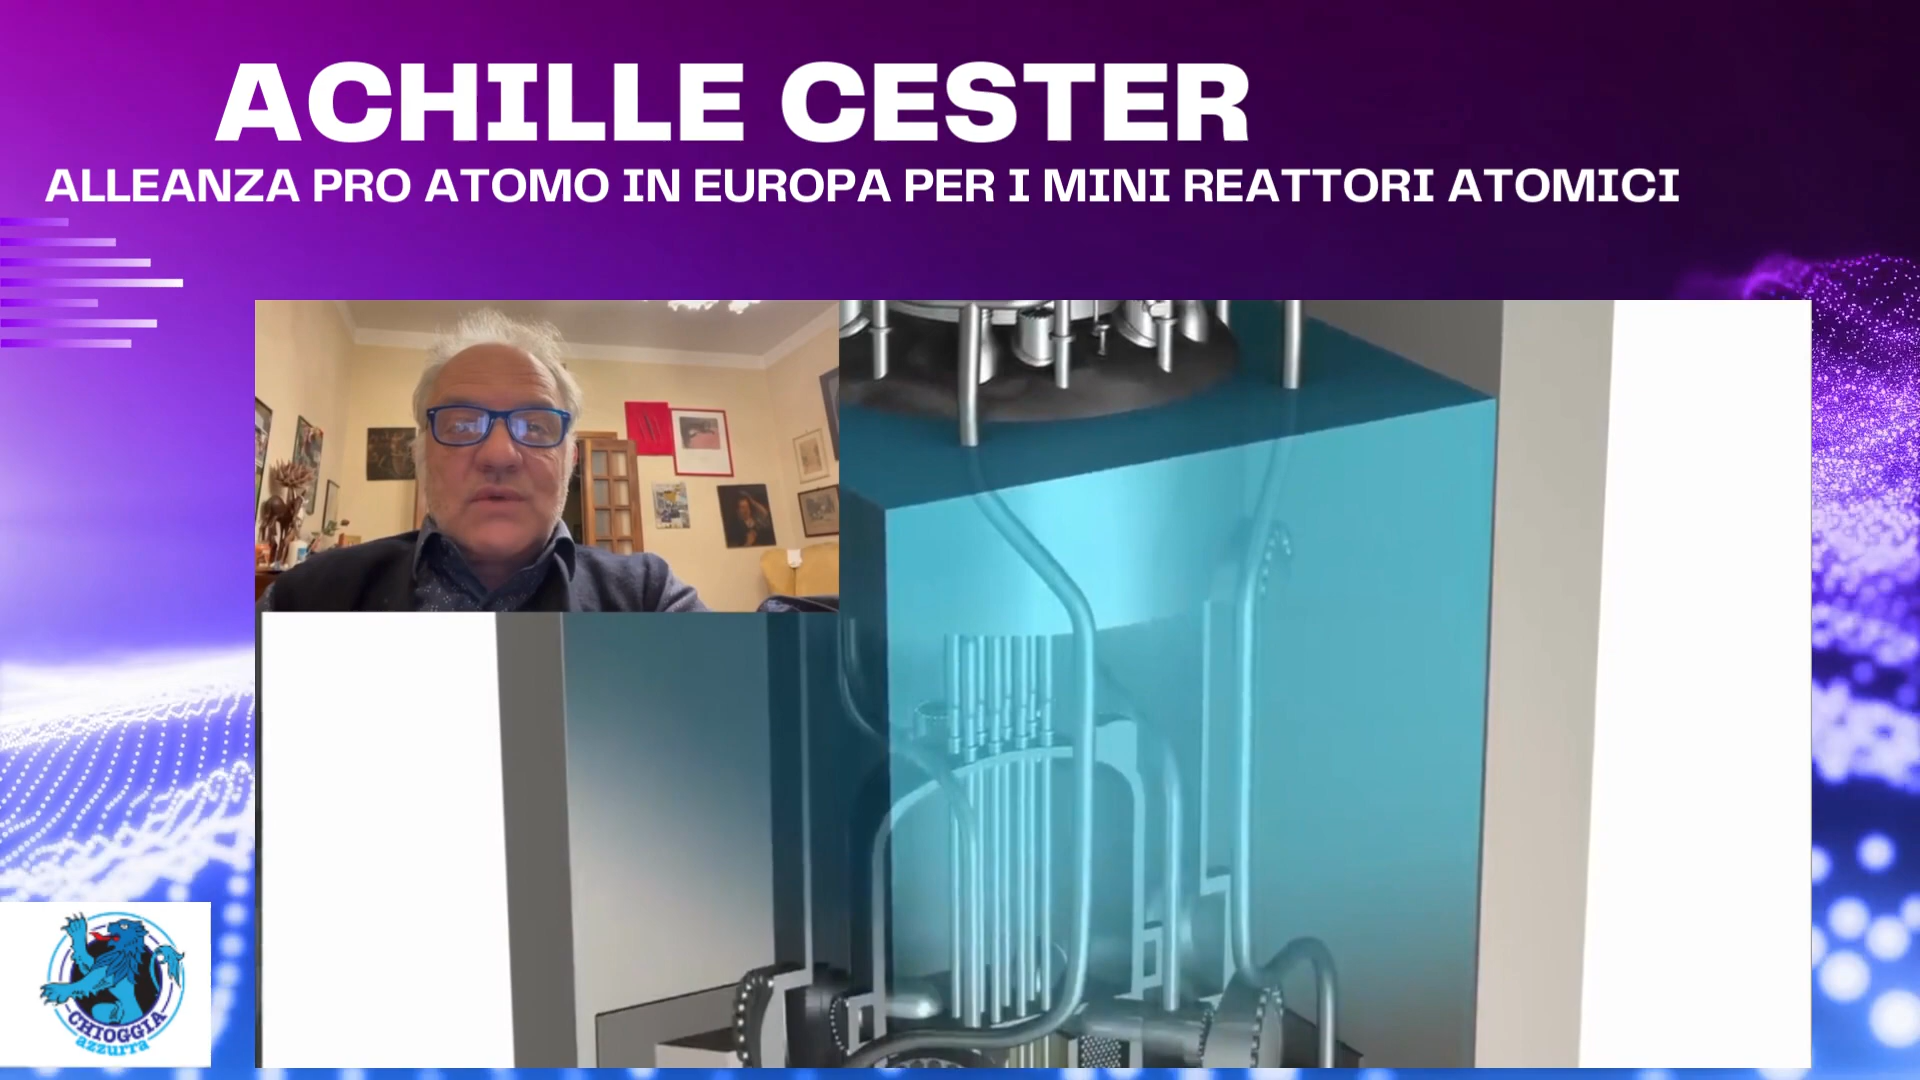 ACHILLE CESTER
ALLEANZA PRO ATOMO IN EUROPA PER I MINI REATTORI ATOMICI
CHIOGGIA
azzurra